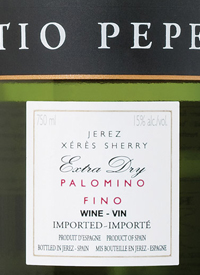 TIO PEPE
750 ml 15% alc/vol.
JEREZ
XÉRÈS SHERRY
Extra Dry
PALOMINO
FINO
WINE - VIN
IMPORTED-IMPORTÉ
PRODUIT D'ESPAGNE PRODUCT OF SPAIN
BOTTLED IN JEREZ - SPAIN MIS BOUTEILLE EN JEREZ - ESPAGNE